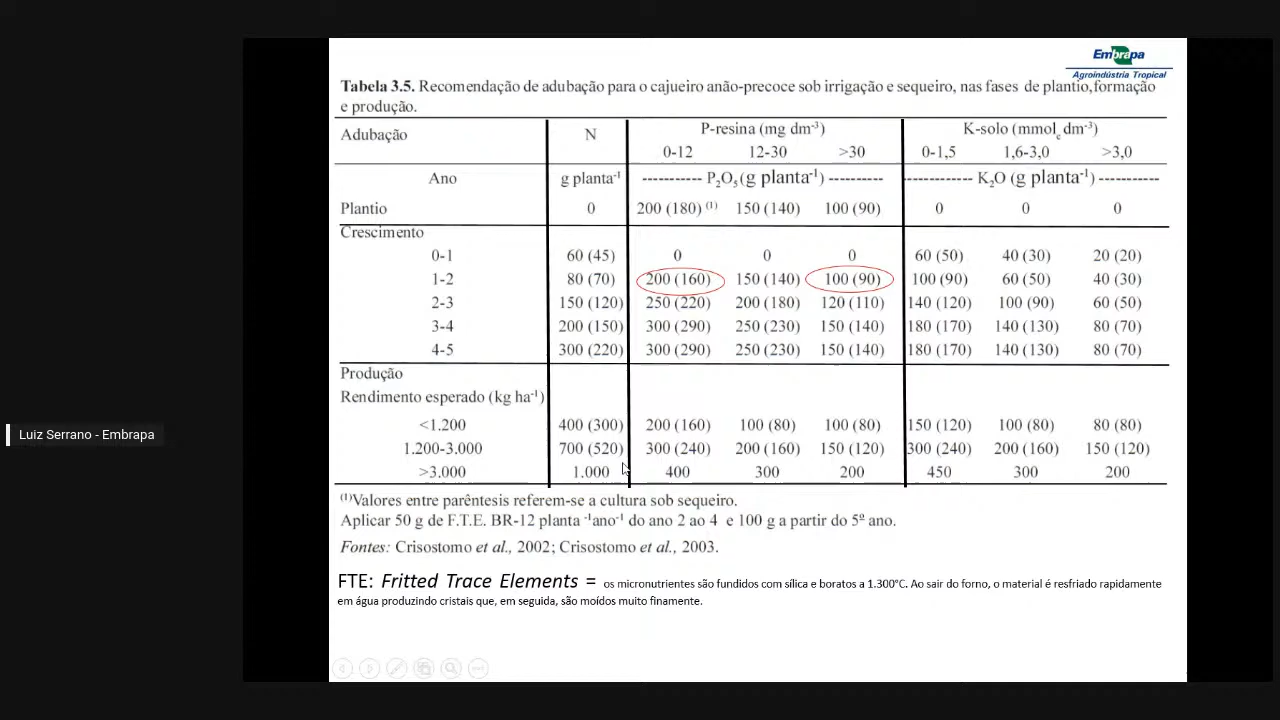 Embrapa
Agroindústria Tropical
Tabela 3.5. Recomendação de adubação para o cajueiro anão-precoce sob irrigação e sequeiro, nas fases de plantio,formação
e produção.
Adubação N P-resina (mg dm-³) K-solo (mmolc dm-³)
0-12 12-30 >30 0-1,5 1,6-3,0 >3,0
Ano g planta-¹ ----------- P₂O₅(g planta-¹) ---------- ------------ K₂O (g planta-¹) -----------
Plantio 0 200 (180) (1) 150 (140) 100 (90) 0 0 0
Crescimento
0-1 60 (45) 0 0 0 60 (50) 40 (30) 20 (20)
1-2 80 (70) 200 (160) 150 (140) 100 (90) 100 (90) 60 (50) 40 (30)
2-3 150 (120) 250 (220) 200 (180) 120 (110) 140 (120) 100 (90) 60 (50)
3-4 200 (150) 300 (290) 250 (230) 150 (140) 180 (170) 140 (130) 80 (70)
4-5 300 (220) 300 (290) 250 (230) 150 (140) 180 (170) 140 (130) 80 (70)
Produção
Rendimento esperado (kg ha-¹)
<1.200 400 (300) 200 (160) 100 (80) 100 (80) 150 (120) 100 (80) 80 (80)
1.200-3.000 700 (520) 300 (240) 200 (160) 150 (120) 300 (240) 200 (160) 150 (120)
>3.000 1.000 400 300 200 450 300 200
(1)Valores entre parêntesis referem-se a cultura sob sequeiro.
Aplicar 50 g de F.T.E. BR-12 planta -¹ano-¹ do ano 2 ao 4 e 100 g a partir do 5º ano.
Fontes: Crisostomo et al., 2002; Crisostomo et al., 2003.
FTE: Fritted Trace Elements = os micronutrientes são fundidos com sílica e boratos a 1.300°C. Ao sair do forno, o material é resfriado rapidamente
em água produzindo cristais que, em seguida, são moídos muito finamente.
Luiz Serrano - Embrapa